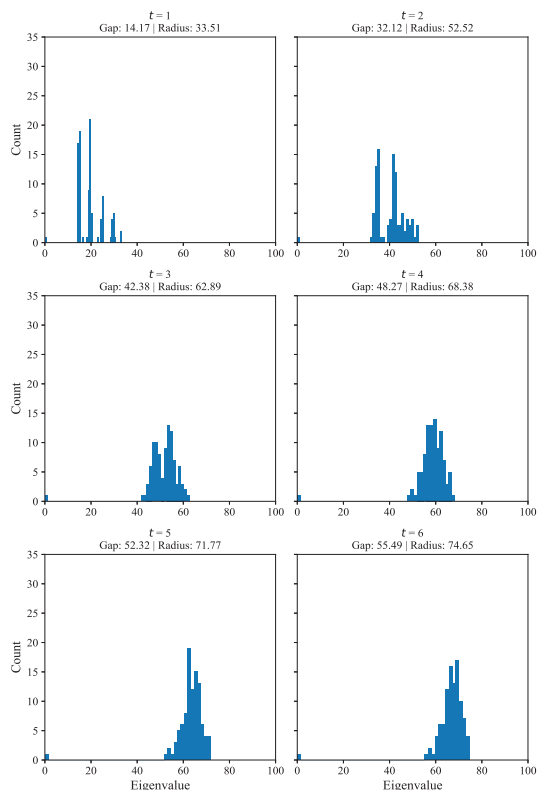 t = 1
Gap: 14.17 | Radius: 33.51
t = 2
Gap: 32.12 | Radius: 52.52
35
30
25
20
15
10
5
0
Count
0 20 40 60 80 100
0 20 40 60 80 100
t = 3
Gap: 42.38 | Radius: 62.89
t = 4
Gap: 48.27 | Radius: 68.38
35
30
25
20
15
10
5
0
Count
0 20 40 60 80 100
0 20 40 60 80 100
t = 5
Gap: 52.32 | Radius: 71.77
t = 6
Gap: 55.49 | Radius: 74.65
35
30
25
20
15
10
5
0
Count
0 20 40 60 80 100
Eigenvalue
0 20 40 60 80 100
Eigenvalue